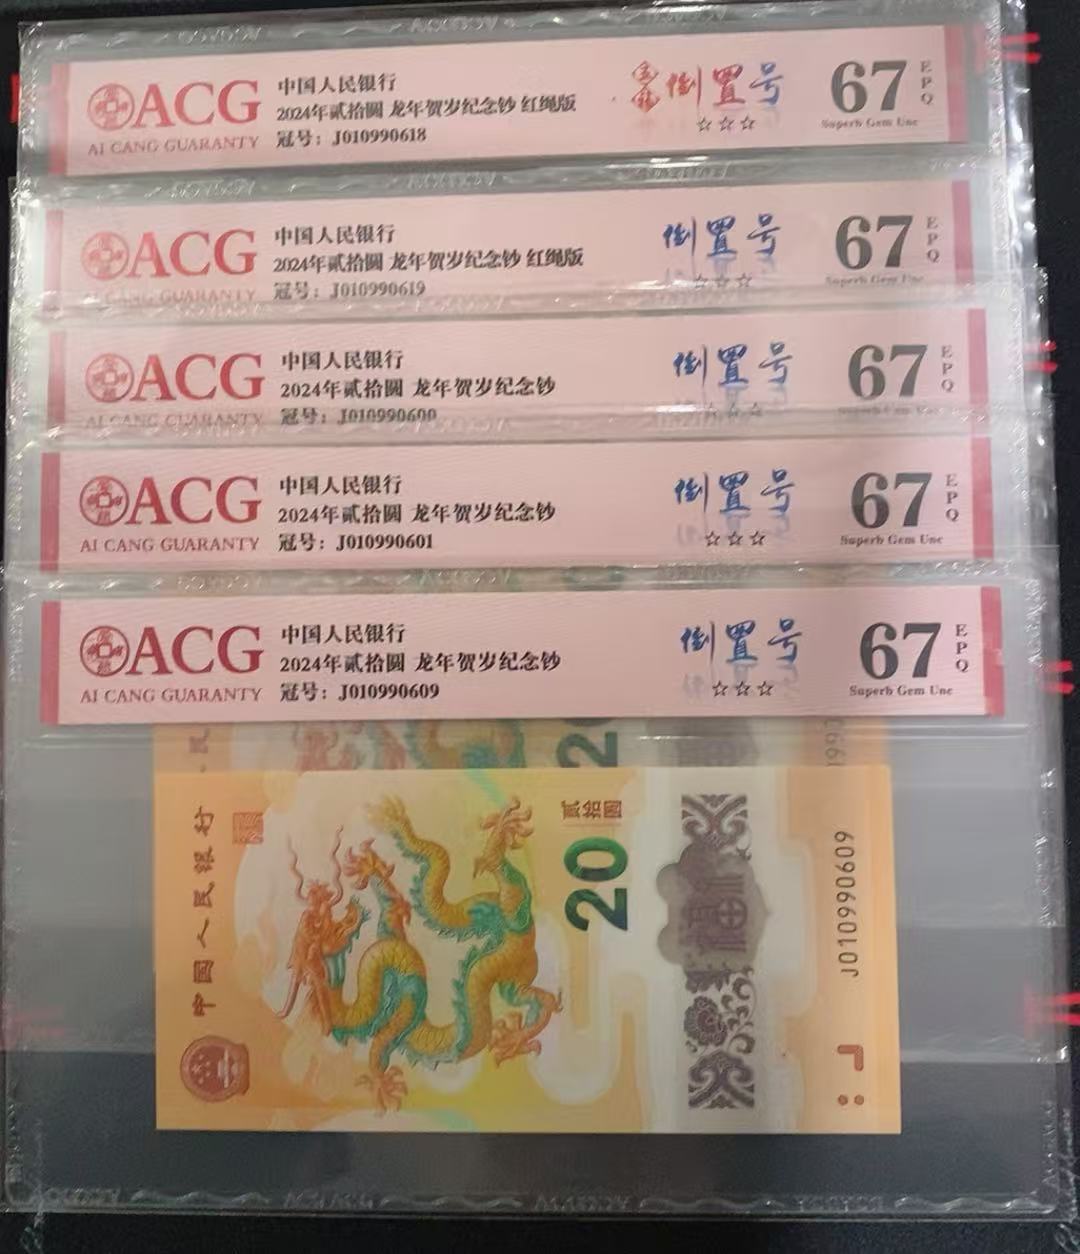 ACG
AI CANG GUARANTY
中国人民银行
2024年贰拾圆 龙年贺岁纪念钞 红绳版
冠号：J010990618
倒置号
☆☆☆
67
EPQ
Superb Gem Unc
ACG
AI CANG GUARANTY
中国人民银行
2024年贰拾圆 龙年贺岁纪念钞 红绳版
冠号：J010990619
倒置号
☆☆☆
67
EPQ
Superb Gem Unc
ACG
AI CANG GUARANTY
中国人民银行
2024年贰拾圆 龙年贺岁纪念钞
冠号：J010990600
倒置号
☆☆☆
67
EPQ
ACG
AI CANG GUARANTY
中国人民银行
2024年贰拾圆 龙年贺岁纪念钞
冠号：J010990601
倒置号
☆☆☆
67
EPQ
Superb Gem Unc
ACG
AI CANG GUARANTY
中国人民银行
2024年贰拾圆 龙年贺岁纪念钞
冠号：J010990609
倒置号
☆☆☆
67
EPQ
Superb Gem Unc
中国人民银行
贰拾圆
20
J010990609